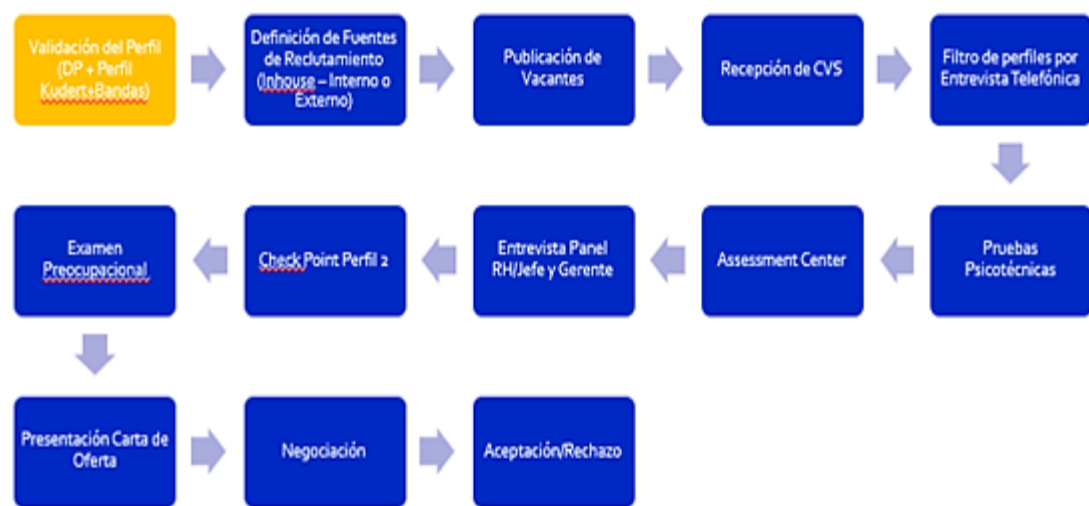 Validación del Perfil
(DP + Perfil
Kudert+Bandas)
Definición de Fuentes
de Reclutamiento
(Inhouse – Interno o
Externo)
Publicación de
Vacantes
Recepción de CVS
Filtro de perfiles por
Entrevista Telefónica
Examen
Preocupacional
Check Point Perfil 2
Entrevista Panel
RH/Jefe y Gerente
Assessment Center
Pruebas
Psicotécnicas
Presentación Carta de
Oferta
Negociación
Aceptación/Rechazo